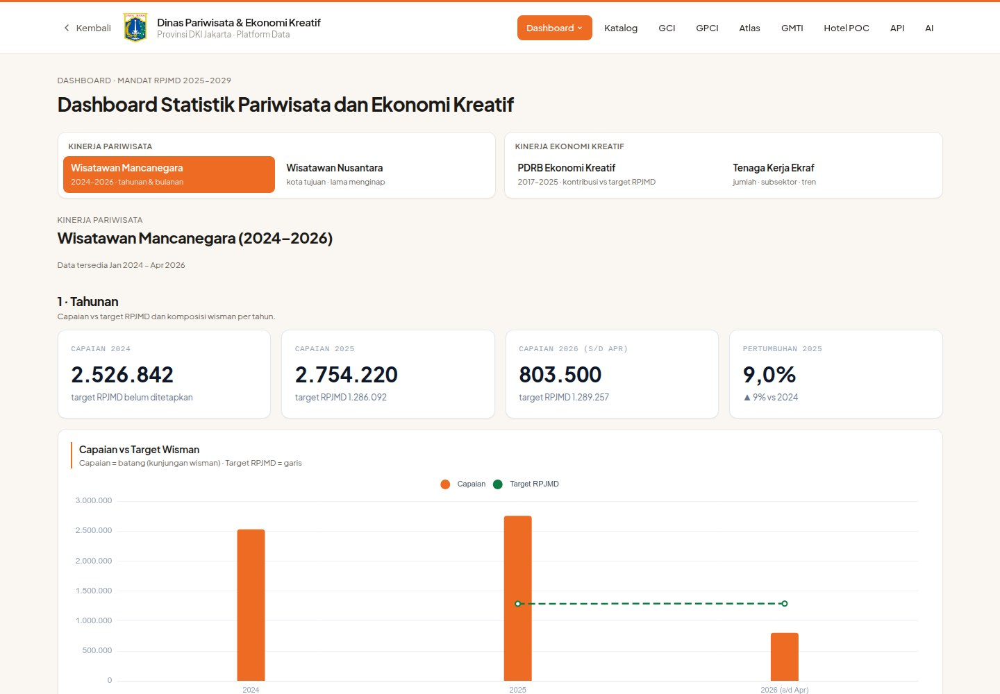 Kembali
Dinas Pariwisata & Ekonomi Kreatif
Provinsi DKI Jakarta · Platform Data
Dashboard
Katalog
GCI
GPCI
Atlas
GMTI
Hotel POC
API
AI
DASHBOARD · MANDAT RPJMD 2025–2029
Dashboard Statistik Pariwisata dan Ekonomi Kreatif
KINERJA PARIWISATA
Wisatawan Mancanegara
2024–2026 · tahunan & bulanan
Wisatawan Nusantara
kota tujuan · lama menginap
KINERJA EKONOMI KREATIF
PDRB Ekonomi Kreatif
2017–2025 · kontribusi vs target RPJMD
Tenaga Kerja Ekraf
jumlah · subsektor · tren
KINERJA PARIWISATA
Wisatawan Mancanegara (2024–2026)
Data tersedia Jan 2024 – Apr 2026
1 · Tahunan
Capaian vs target RPJMD dan komposisi wisman per tahun.
CAPAIAN 2024
2.526.842
target RPJMD belum ditetapkan
CAPAIAN 2025
2.754.220
target RPJMD 1.286.092
CAPAIAN 2026 (S/D APR)
803.500
target RPJMD 1.289.257
PERTUMBUHAN 2025
9,0%
▲ 9% vs 2024
Capaian vs Target Wisman
Capaian = batang (kunjungan wisman) · Target RPJMD = garis
Capaian
Target RPJMD
3.000.000
2.500.000
2.000.000
1.500.000
1.000.000
500.000
0
2024
2025
2026 (s/d Apr)